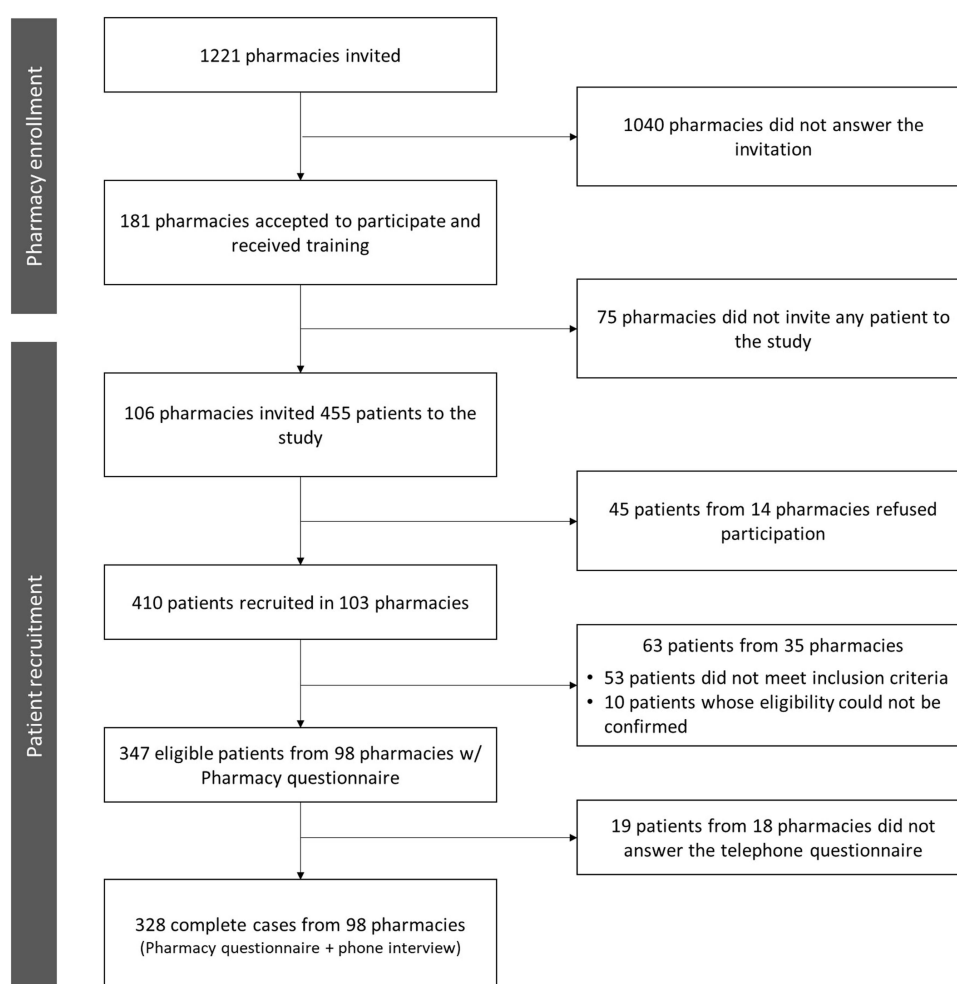 Pharmacy enrollment
1221 pharmacies invited
1040 pharmacies did not answer the
invitation
181 pharmacies accepted to participate and
received training
75 pharmacies did not invite any patient to
the study
Patient recruitment
106 pharmacies invited 455 patients to the
study
45 patients from 14 pharmacies refused
participation
410 patients recruited in 103 pharmacies
63 patients from 35 pharmacies
• 53 patients did not meet inclusion criteria
• 10 patients whose eligibility could not be
confirmed
347 eligible patients from 98 pharmacies w/
Pharmacy questionnaire
19 patients from 18 pharmacies did not
answer the telephone questionnaire
328 complete cases from 98 pharmacies
(Pharmacy questionnaire + phone interview)